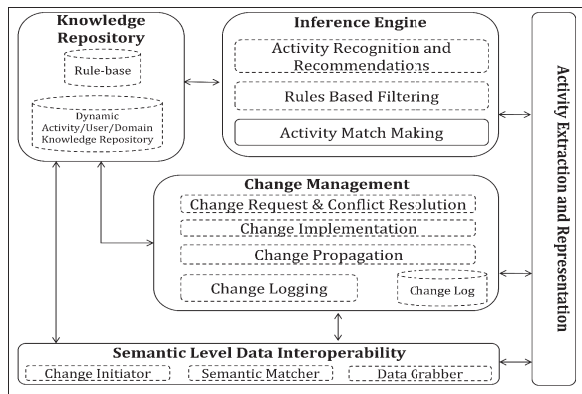 Knowledge
Repository
Rule-base
Dynamic
Activity/User/Domain
Knowledge Repository
Inference Engine
Activity Recognition and
Recommendations
Rules Based Filtering
Activity Match Making
Change Management
Change Request & Conflict Resolution
Change Implementation
Change Propagation
Change Logging
Change Log
Semantic Level Data Interoperability
Change Initiator
Semantic Matcher
Data Grabber
Activity Extraction and Representation